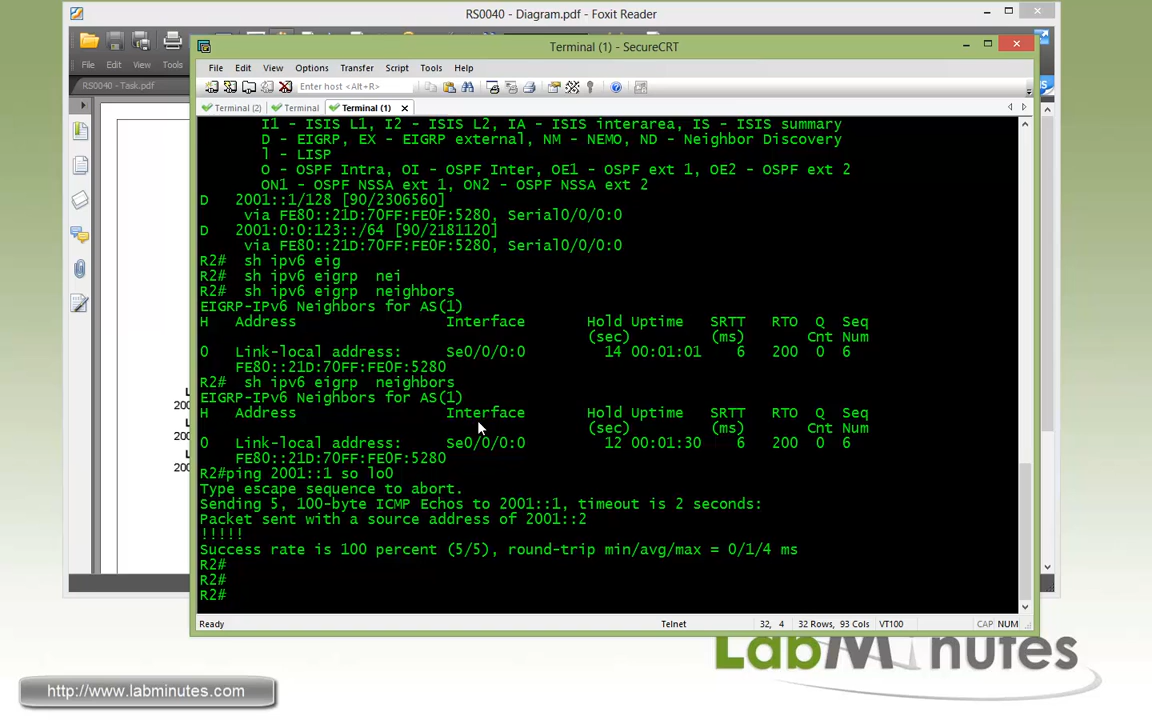 RS0040 - Diagram.pdf - Foxit Reader
File Edit View Tools
RS0040 - Task.pdf
Terminal (1) - SecureCRT
File Edit View Options Transfer Script Tools Help
Enter host <Alt+R>
Terminal (2) Terminal Terminal (1)
I1 - ISIS L1, I2 - ISIS L2, IA - ISIS interarea, IS - ISIS summary
D - EIGRP, EX - EIGRP external, NM - NEMO, ND - Neighbor Discovery
l - LISP
O - OSPF Intra, OI - OSPF Inter, OE1 - OSPF ext 1, OE2 - OSPF ext 2
ON1 - OSPF NSSA ext 1, ON2 - OSPF NSSA ext 2
D 2001::1/128 [90/2306560]
via FE80::21D:70FF:FE0F:5280, Serial0/0/0:0
D 2001:0:0:123::/64 [90/2181120]
via FE80::21D:70FF:FE0F:5280, Serial0/0/0:0
R2# sh ipv6 eig
R2# sh ipv6 eigrp nei
R2# sh ipv6 eigrp neighbors
EIGRP-IPv6 Neighbors for AS(1)
H Address Interface Hold Uptime SRTT RTO Q Seq
(sec) (ms) Cnt Num
0 Link-local address: Se0/0/0:0 14 00:01:01 6 200 0 6
FE80::21D:70FF:FE0F:5280
R2# sh ipv6 eigrp neighbors
EIGRP-IPv6 Neighbors for AS(1)
H Address Interface Hold Uptime SRTT RTO Q Seq
(sec) (ms) Cnt Num
0 Link-local address: Se0/0/0:0 12 00:01:30 6 200 0 6
FE80::21D:70FF:FE0F:5280
R2#ping 2001::1 so lo0
Type escape sequence to abort.
Sending 5, 100-byte ICMP Echos to 2001::1, timeout is 2 seconds:
Packet sent with a source address of 2001::2
!!!!!
Success rate is 100 percent (5/5), round-trip min/avg/max = 0/1/4 ms
R2#
R2#
R2#
Ready Telnet 32, 4 32 Rows, 93 Cols VT100 CAP NUM
LabMinutes
http://www.labminutes.com